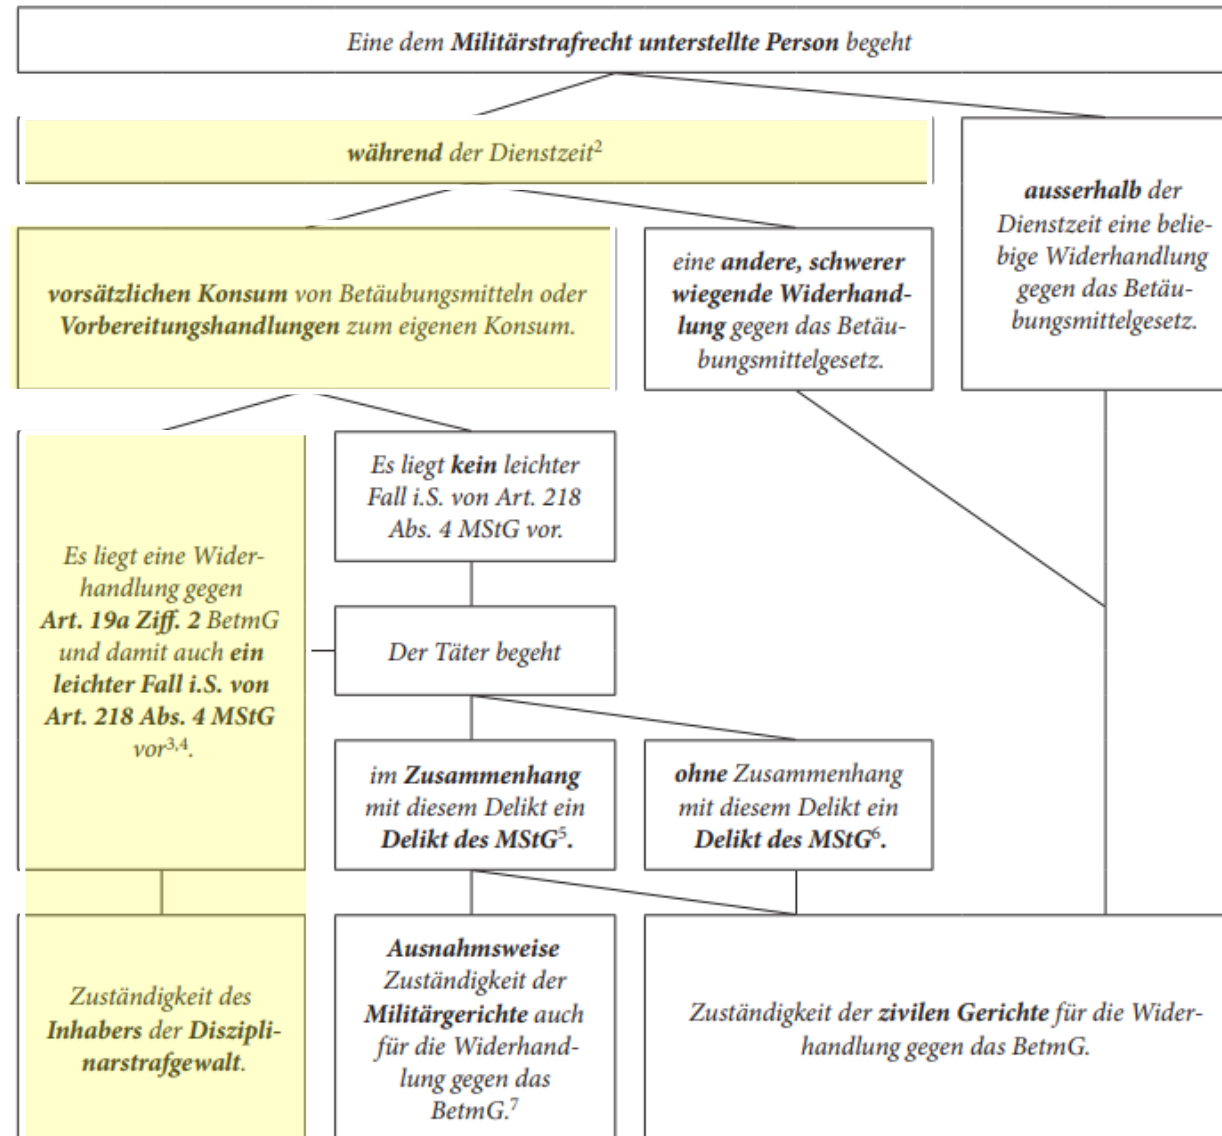 Eine dem Militärstrafrecht unterstellte Person begeht
während der Dienstzeit²
ausserhalb der
Dienstzeit eine belie-
bige Widerhandlung
gegen das Betäu-
bungsmittelgesetz.
vorsätzlichen Konsum von Betäubungsmitteln oder
Vorbereitungshandlungen zum eigenen Konsum.
eine andere, schwerer
wiegende Widerhand-
lung gegen das Betäu-
bungsmittelgesetz.
Es liegt eine Wider-
handlung gegen
Art. 19a Ziff. 2 BetmG
und damit auch ein
leichter Fall i.S. von
Art. 218 Abs. 4 MStG
vor³,⁴.
Es liegt kein leichter
Fall i.S. von Art. 218
Abs. 4 MStG vor.
Der Täter begeht
im Zusammenhang
mit diesem Delikt ein
Delikt des MStG⁵.
ohne Zusammenhang
mit diesem Delikt ein
Delikt des MStG⁶.
Zuständigkeit des
Inhabers der Diszipli-
narstrafgewalt.
Ausnahmsweise
Zuständigkeit der
Militärgerichte auch
für die Widerhand-
lung gegen das
BetmG.⁷
Zuständigkeit der zivilen Gerichte für die Wider-
handlung gegen das BetmG.